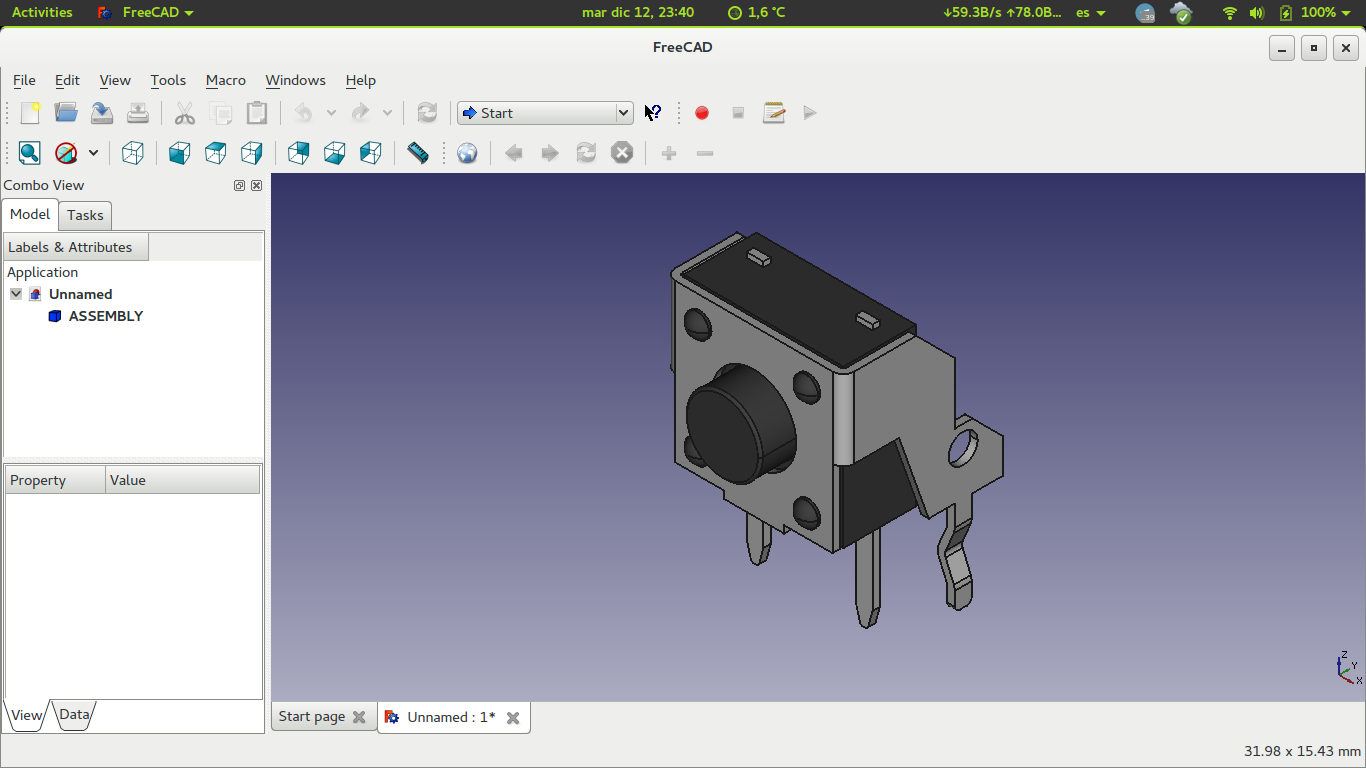 Activities FreeCAD mar dic 12, 23:40 1,6 °C ↓59.3B/s ↑78.0B... es 39 100%
FreeCAD
File Edit View Tools Macro Windows Help
Start
Combo View
Model Tasks
Labels & Attributes
Application
Unnamed
ASSEMBLY
Property Value
View Data
Start page Unnamed : 1*
Z
Y
X
31.98 x 15.43 mm